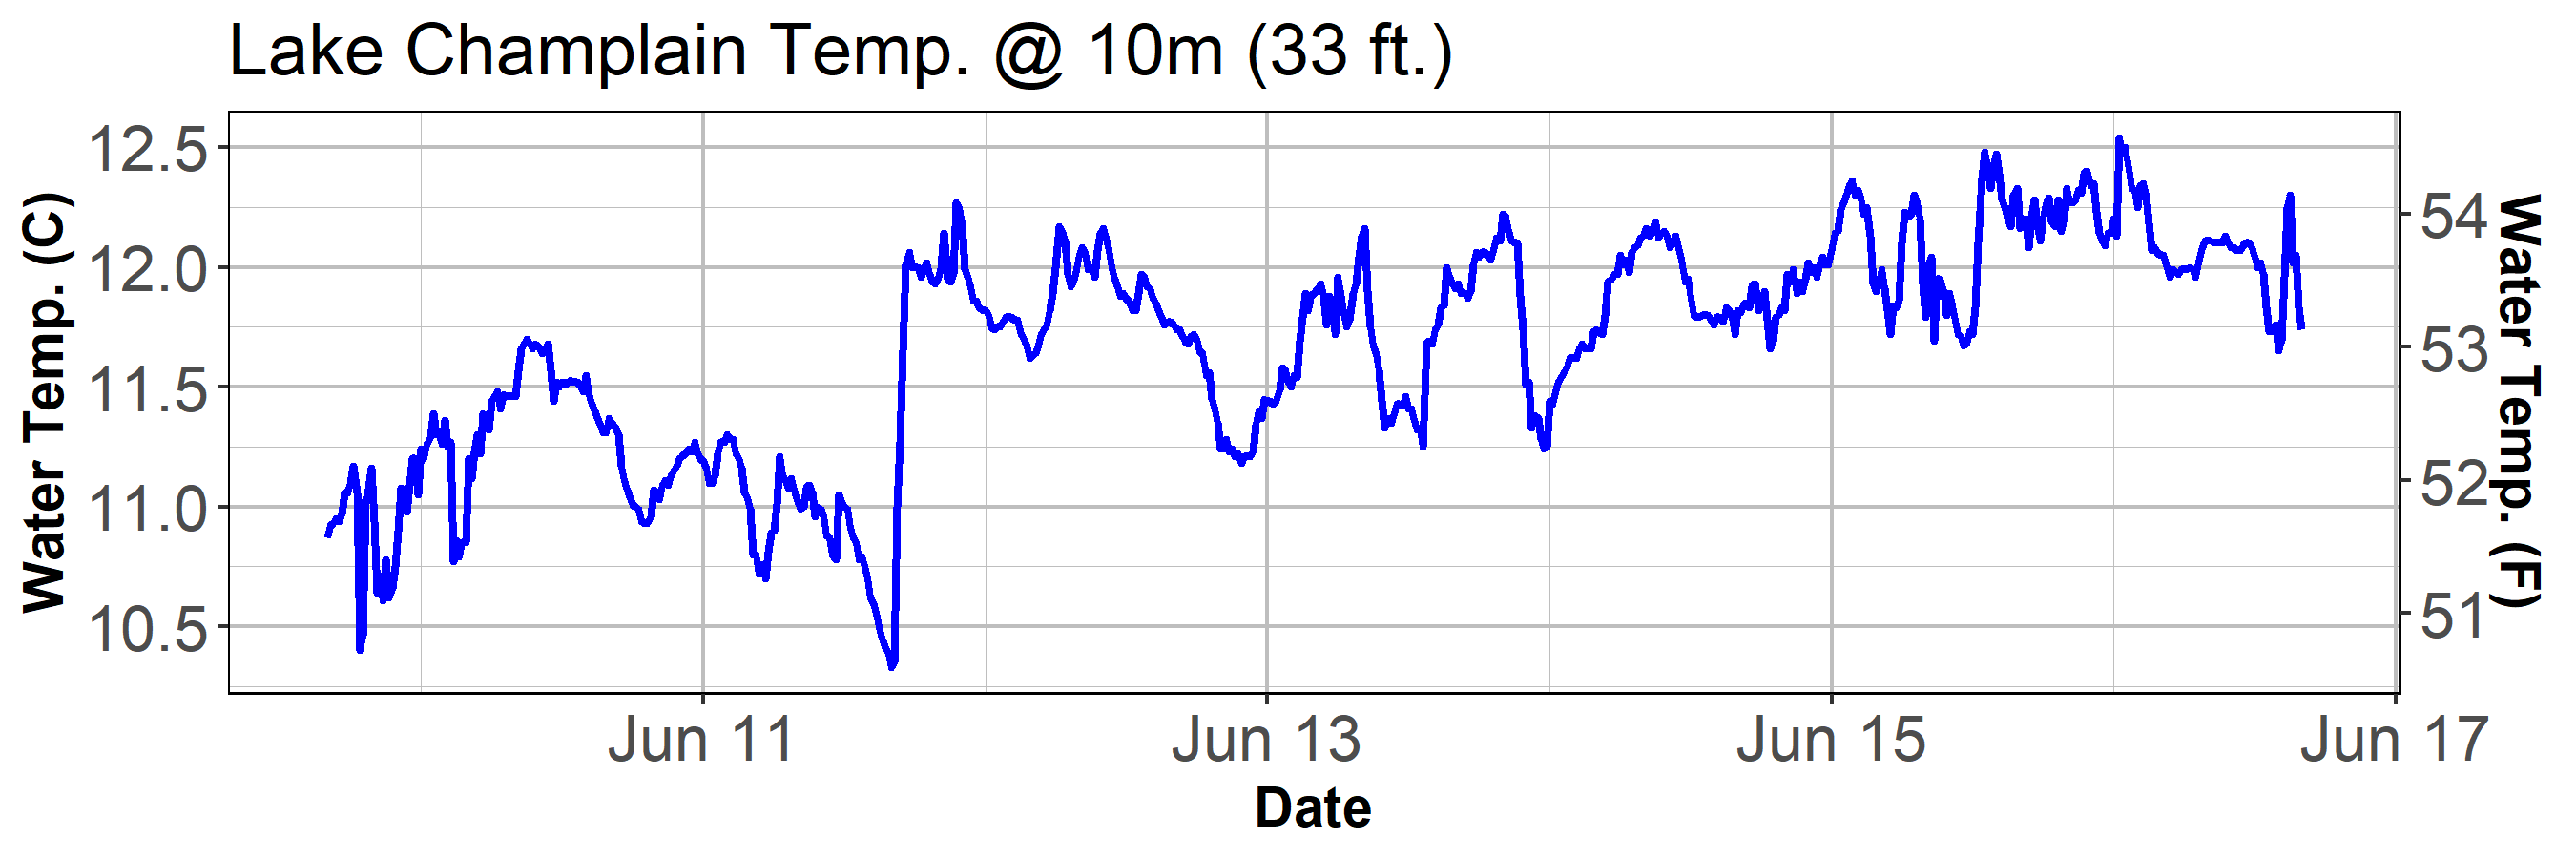 Lake Champlain Temp. @ 10m (33 ft.)
Water Temp. (C)
12.5
12.0
11.5
11.0
10.5
54
53
52
51
Water Temp. (F)
Jun 11
Jun 13
Jun 15
Jun 17
Date